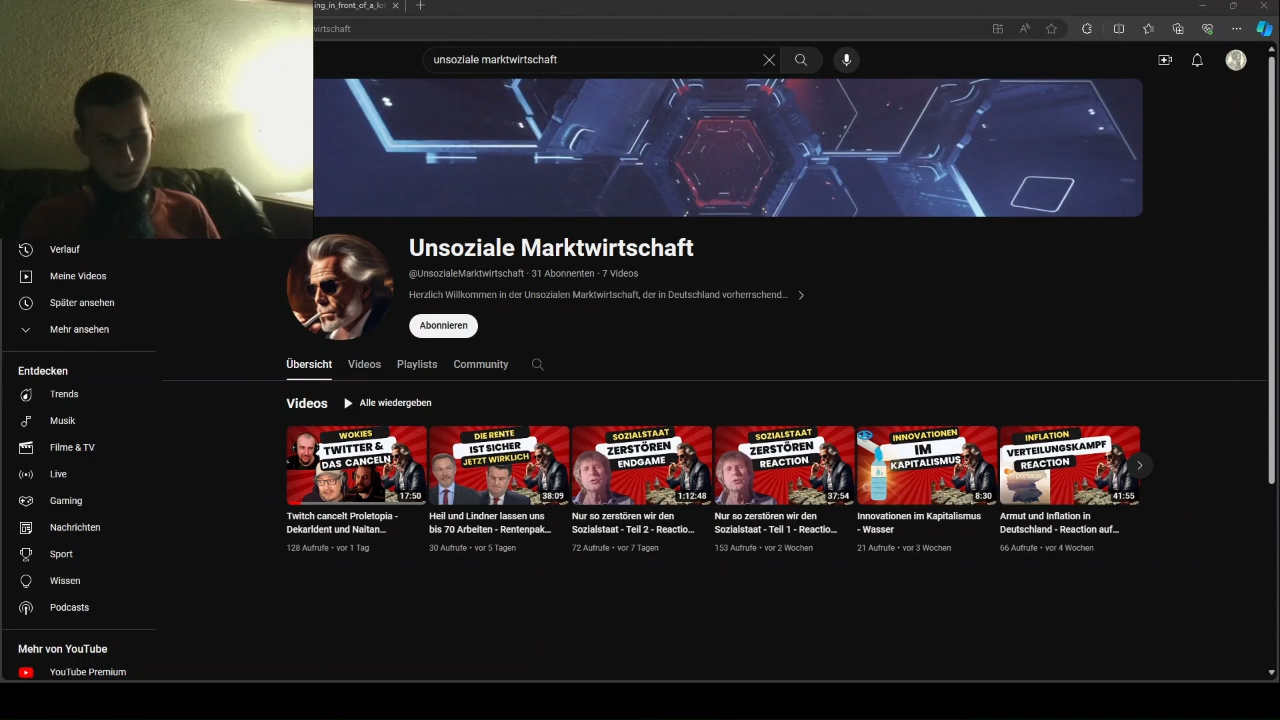 ing_in_front_of_a_lo
wirtschaft
unsoziale marktwirtschaft
Verlauf
Meine Videos
Später ansehen
Mehr ansehen
Entdecken
Trends
Musik
Filme & TV
Live
Gaming
Nachrichten
Sport
Wissen
Podcasts
Mehr von YouTube
YouTube Premium
Unsoziale Marktwirtschaft
@UnsozialeMarktwirtschaft · 31 Abonnenten · 7 Videos
Herzlich Willkommen in der Unsozialen Marktwirtschaft, der in Deutschland vorherrschend...
Abonnieren
Übersicht Videos Playlists Community
Videos Alle wiedergeben
WOKIES
TWITTER &
DAS CANCELN
17:50
Twitch cancelt Proletopia -
Dekarldent und Naitan...
128 Aufrufe • vor 1 Tag
DIE RENTE
IST SICHER
JETZT WIRKLICH
38:09
Heil und Lindner lassen uns
bis 70 Arbeiten - Rentenpak...
30 Aufrufe • vor 5 Tagen
SOZIALSTAAT
ZERSTÖREN
ENDGAME
1:12:48
Nur so zerstören wir den
Sozialstaat - Teil 2 - Reactio...
72 Aufrufe • vor 7 Tagen
SOZIALSTAAT
ZERSTÖREN
REACTION
37:54
Nur so zerstören wir den
Sozialstaat - Teil 1 - Reactio...
153 Aufrufe • vor 2 Wochen
INNOVATIONEN
IM
KAPITALISMUS
8:30
Innovationen im Kapitalismus
- Wasser
21 Aufrufe • vor 3 Wochen
INFLATION
VERTEILUNGSKAMPF
REACTION
41:55
Armut und Inflation in
Deutschland - Reaction auf...
66 Aufrufe • vor 4 Wochen